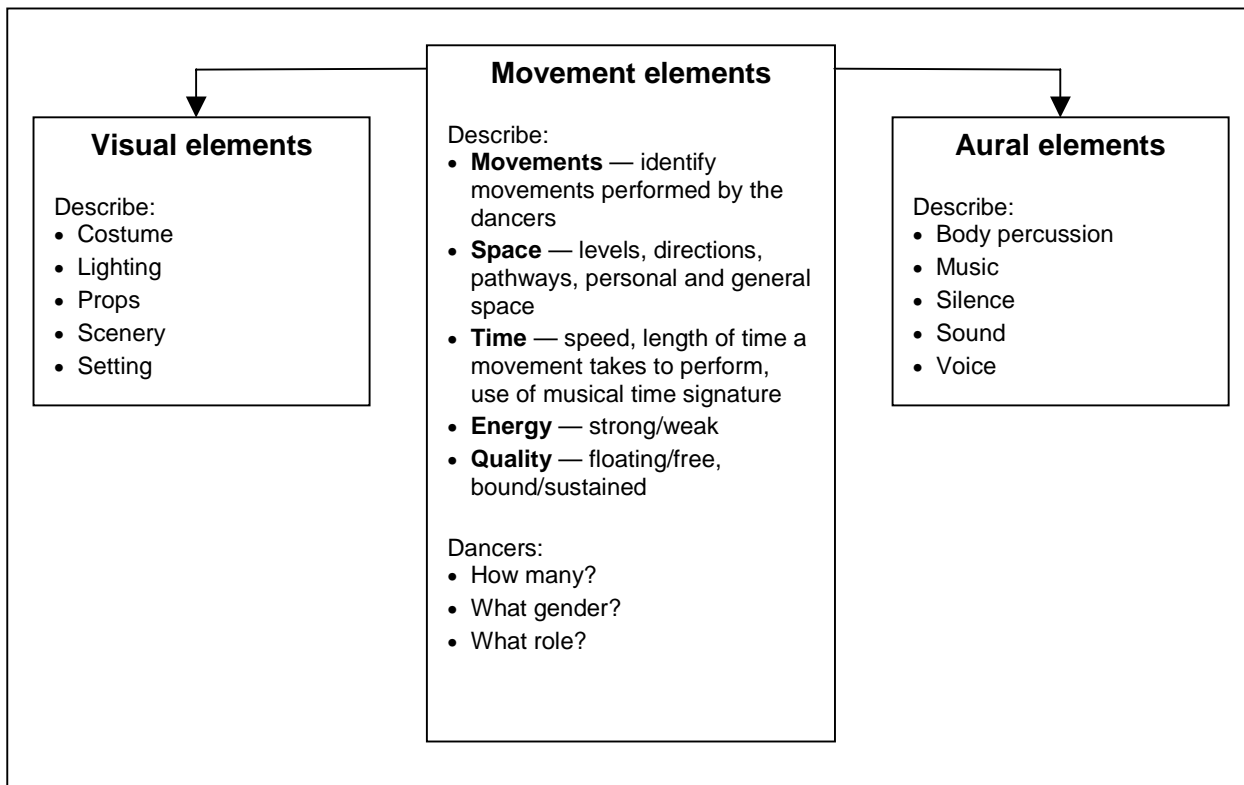 Movement elements
Describe:
• Movements — identify
movements performed by the
dancers
• Space — levels, directions,
pathways, personal and general
space
• Time — speed, length of time a
movement takes to perform,
use of musical time signature
• Energy — strong/weak
• Quality — floating/free,
bound/sustained
Dancers:
• How many?
• What gender?
• What role?
Visual elements
Describe:
• Costume
• Lighting
• Props
• Scenery
• Setting
Aural elements
Describe:
• Body percussion
• Music
• Silence
• Sound
• Voice